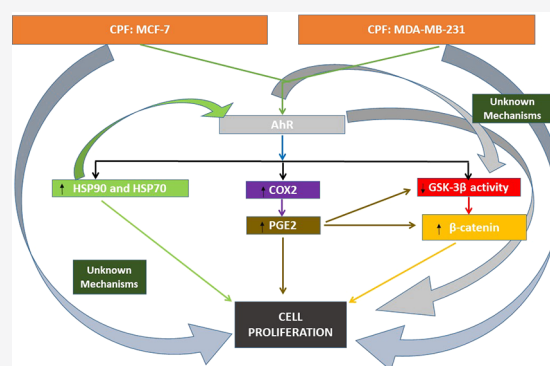 CPF: MCF-7
CPF: MDA-MB-231
Unknown
Mechanisms
AhR
HSP90 and HSP70
COX2
GSK-3β activity
PGE2
β-catenin
Unknown
Mechanisms
CELL
PROLIFERATION